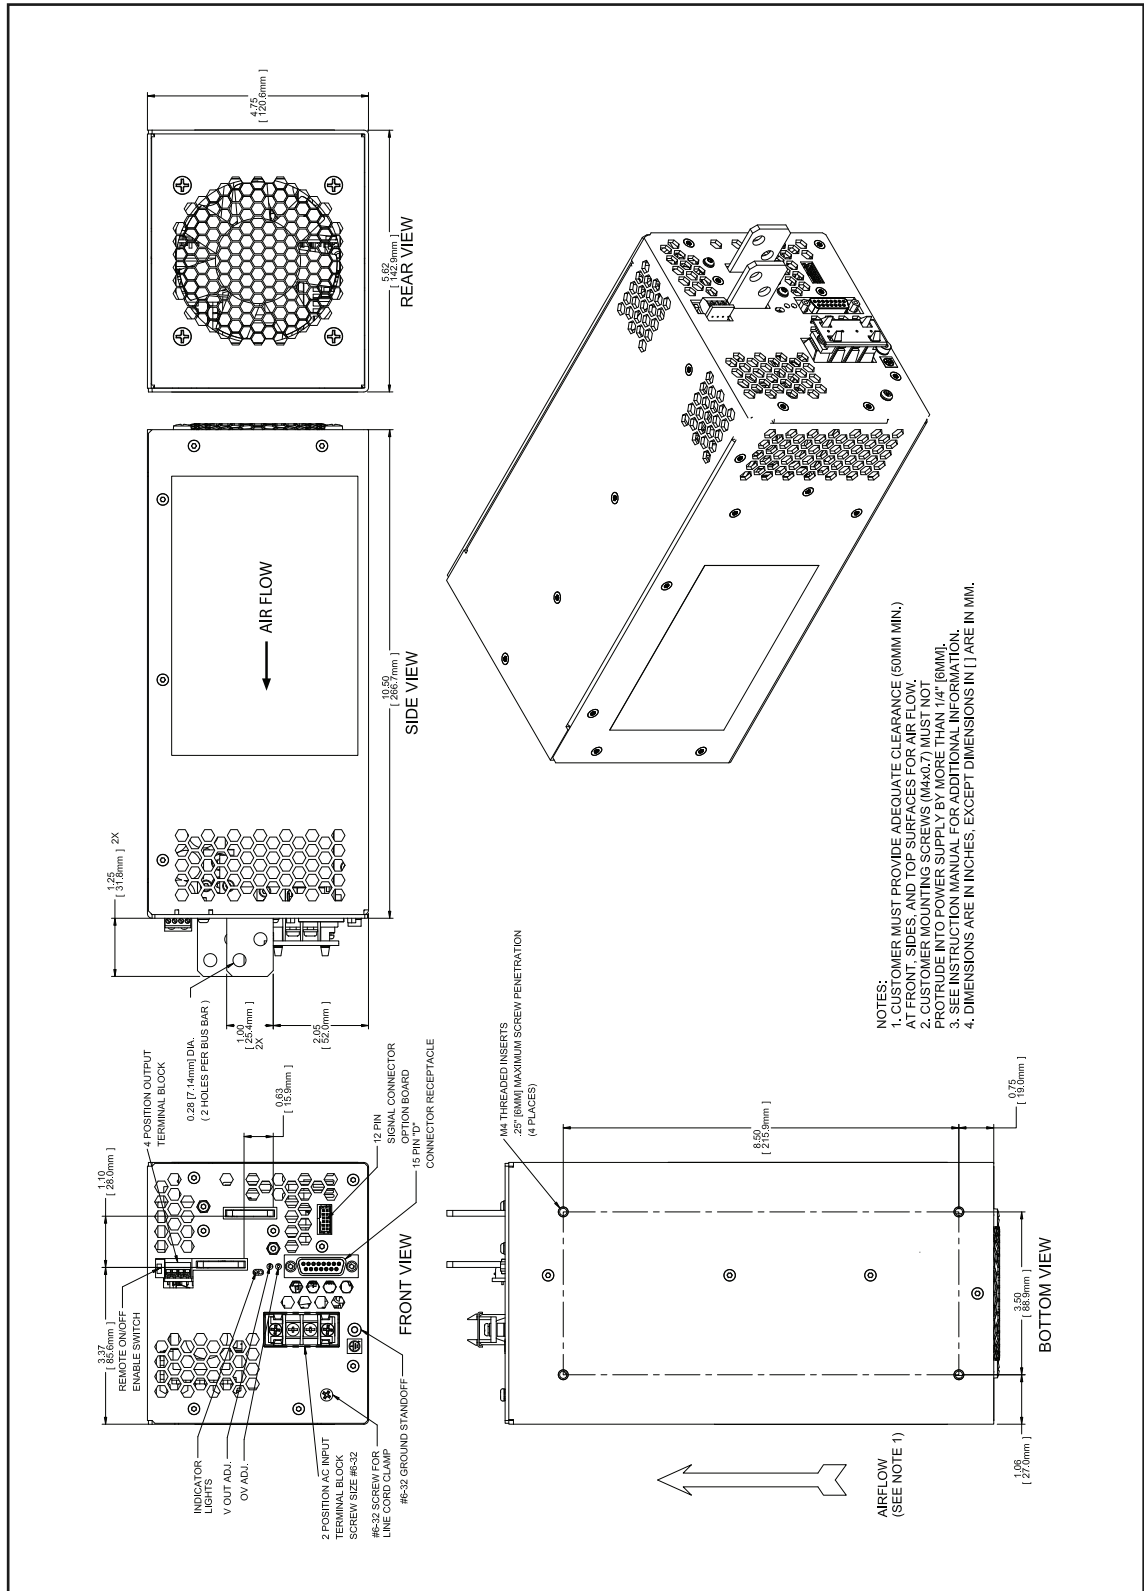 4.75
[ 120.6mm ]
5.62
[ 142.9mm ]
REAR VIEW
AIR FLOW
10.50
[ 266.7mm ]
SIDE VIEW
1.25
[ 31.8mm ] 2X
0.28 [7.14mm] DIA.
( 2 HOLES PER BUS BAR )
1.00
[ 25.4mm ]
2X
2.05
[ 52.0mm ]
4 POSITION OUTPUT
TERMINAL BLOCK
1.10
[ 28.0mm ]
0.63
[ 15.9mm ]
3.37
[ 85.6mm ]
REMOTE ON/OFF
ENABLE SWITCH
12 PIN
SIGNAL CONNECTOR
OPTION BOARD
15 PIN "D"
CONNECTOR RECEPTACLE
FRONT VIEW
INDICATOR
LIGHTS
V OUT ADJ.
OV ADJ.
2 POSITION AC INPUT
TERMINAL BLOCK
SCREW SIZE #6-32
#6-32 SCREW FOR
LINE CORD CLAMP
#6-32 GROUND STANDOFF
M4 THREADED INSERTS
.25" [6MM] MAXIMUM SCREW PENETRATION
(4 PLACES)
8.50
[ 215.9mm ]
0.75
[ 19.0mm ]
3.50
[ 88.9mm ]
1.06
[ 27.0mm ]
BOTTOM VIEW
AIRFLOW
(SEE NOTE 1)
NOTES:
1. CUSTOMER MUST PROVIDE ADEQUATE CLEARANCE (50MM MIN.)
AT FRONT, SIDES, AND TOP SURFACES FOR AIR FLOW.
2. CUSTOMER MOUNTING SCREWS (M4x0.7) MUST NOT
PROTRUDE INTO POWER SUPPLY BY MORE THAN 1/4" [6MM].
3. SEE INSTRUCTION MANUAL FOR ADDITIONAL INFORMATION.
4. DIMENSIONS ARE IN INCHES, EXCEPT DIMENSIONS IN [ ] ARE IN MM.